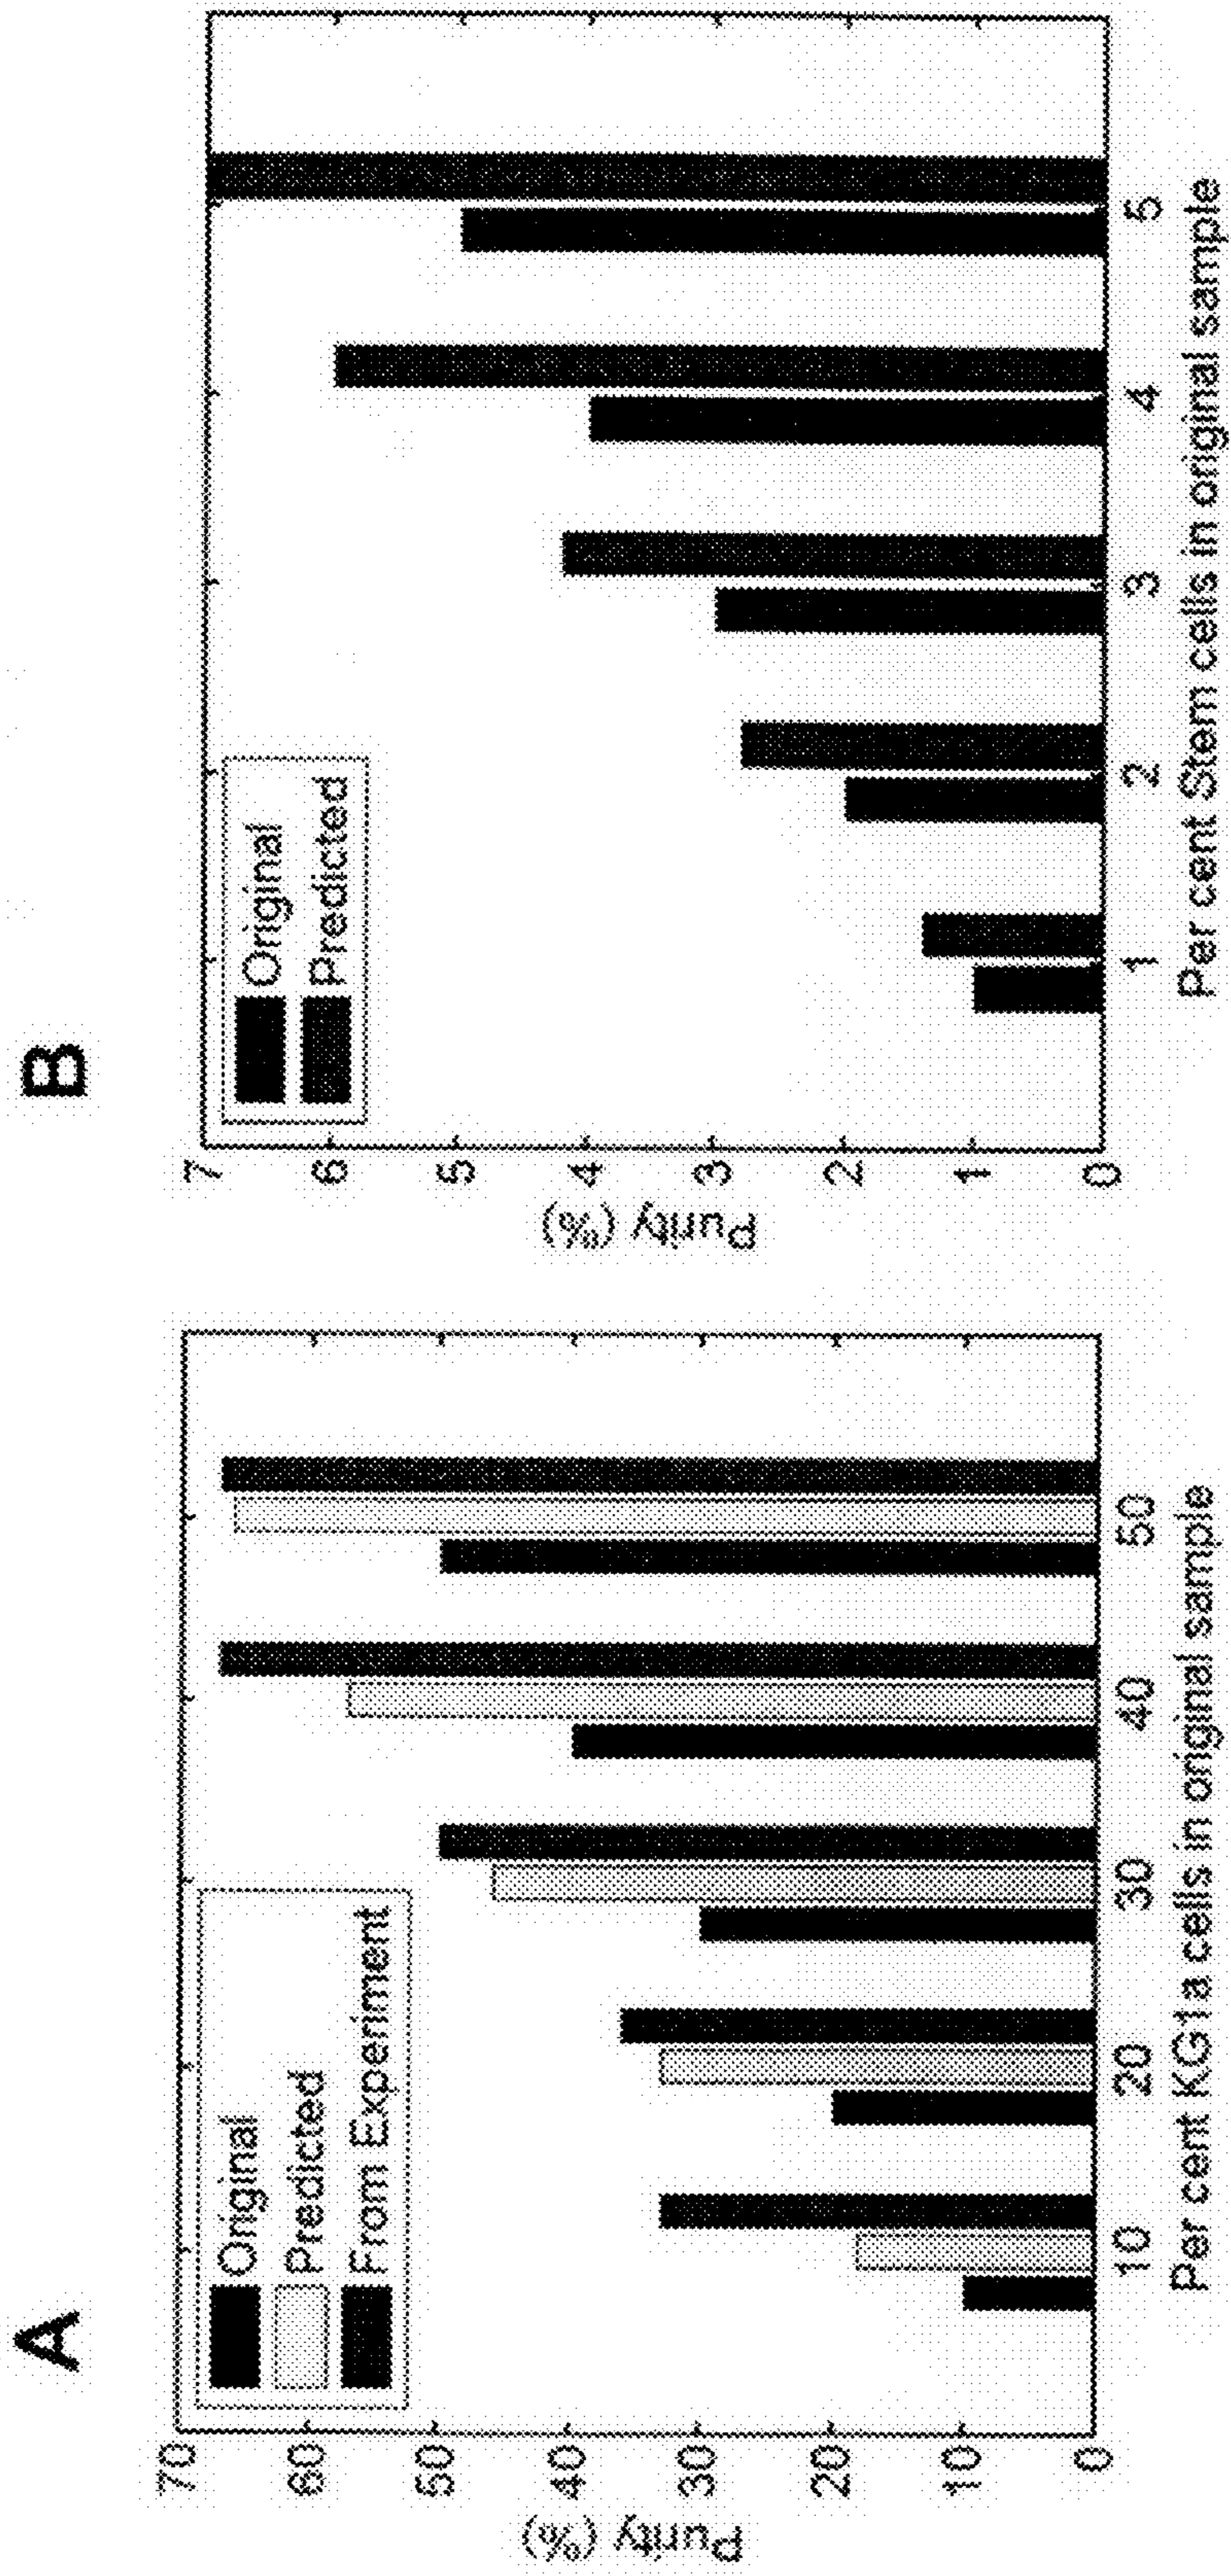 A
Purity (%)
70
60
50
40
30
20
10
0
Original
Predicted
From Experiment
10
20
30
40
50
Per cent KG1a cells in original sample
B
Purity (%)
7
6
5
4
3
2
1
0
Original
Predicted
1
2
3
4
5
Per cent Stem cells in original sample